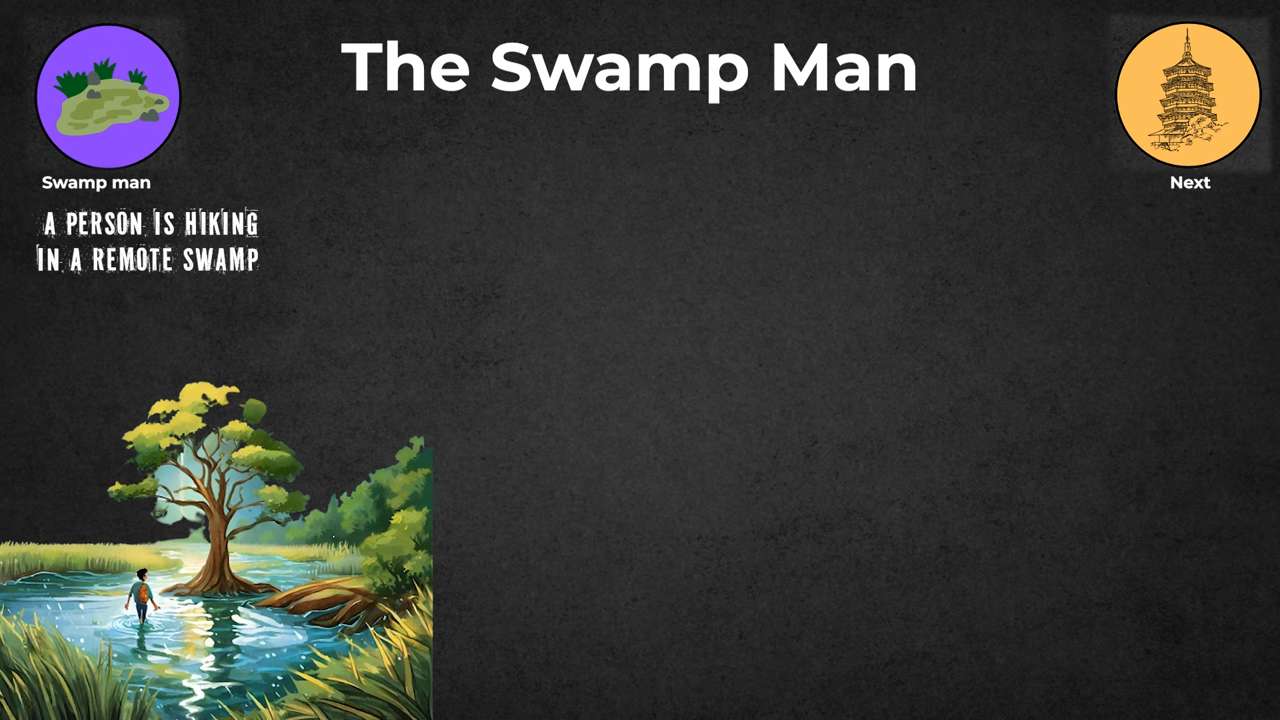 The Swamp Man
Swamp man
Next
A PERSON IS HIKING
IN A REMOTE SWAMP